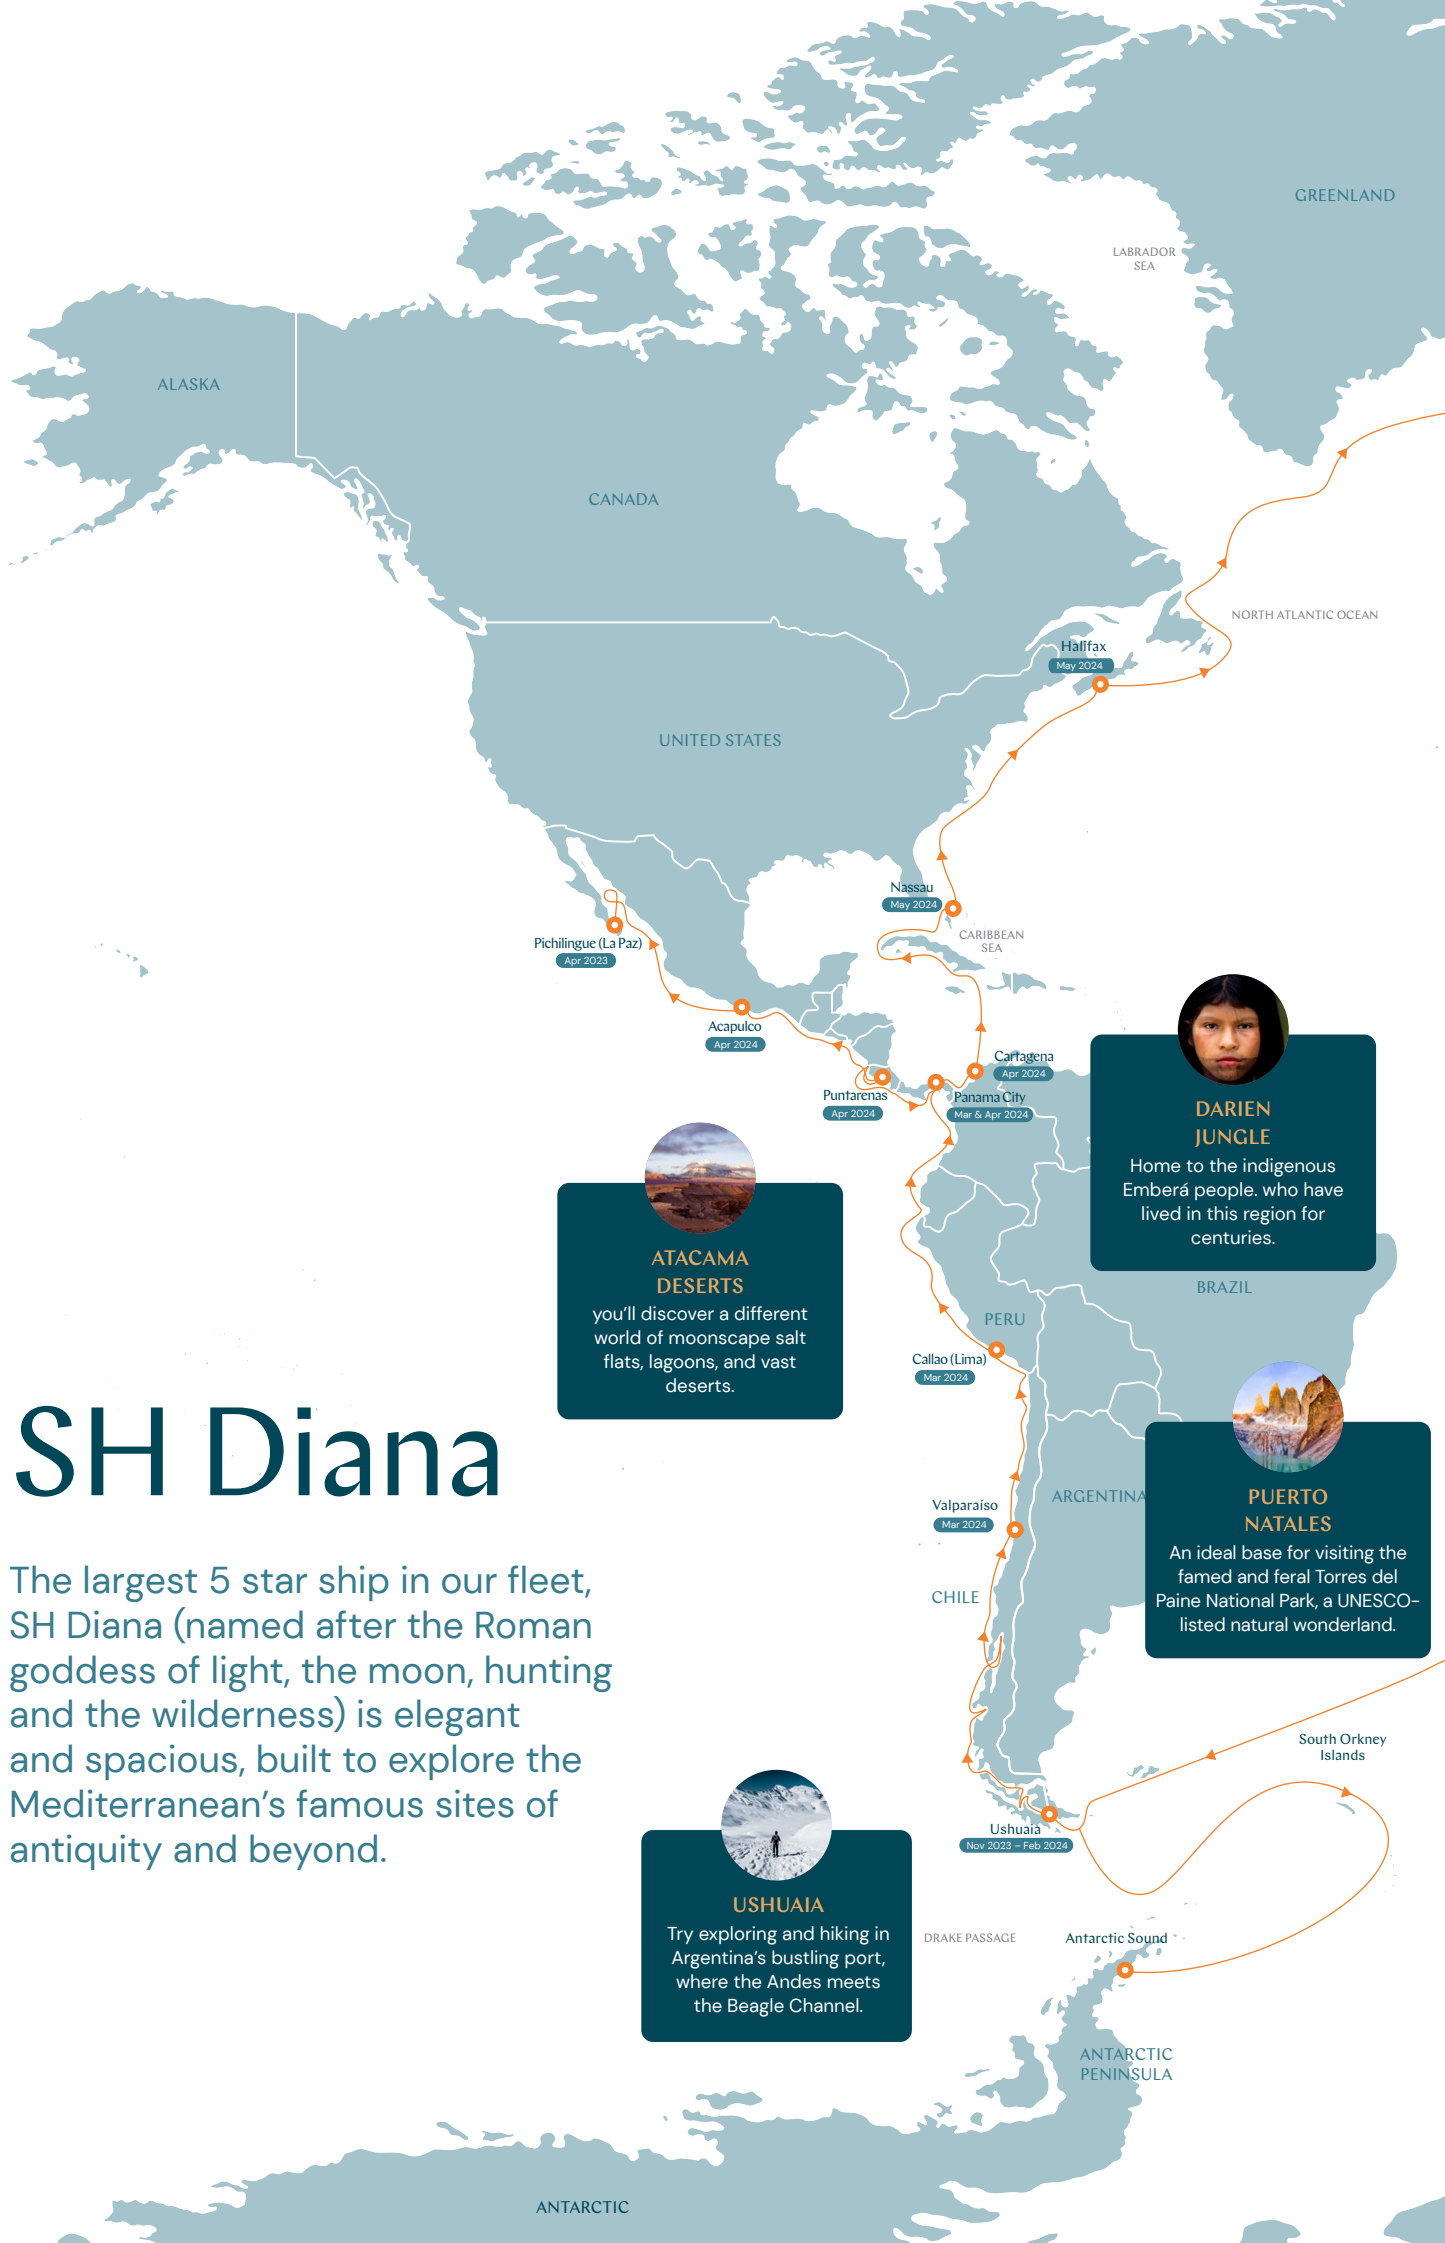 GREENLAND
LABRADOR
SEA
ALASKA
CANADA
NORTH ATLANTIC OCEAN
Halifax
May 2024
UNITED STATES
Nassau
May 2024
CARIBBEAN
SEA
Pichilingue (La Paz)
Apr 2023
Acapulco
Apr 2024
Cartagena
Apr 2024
Puntarenas
Apr 2024
Panama City
Mar & Apr 2024
DARIEN
JUNGLE
Home to the indigenous
Emberá people. who have
lived in this region for
centuries.
ATACAMA
DESERTS
you'll discover a different
world of moonscape salt
flats, lagoons, and vast
deserts.
BRAZIL
PERU
Callao (Lima)
Mar 2024
SH Diana
The largest 5 star ship in our fleet,
SH Diana (named after the Roman
goddess of light, the moon, hunting
and the wilderness) is elegant
and spacious, built to explore the
Mediterranean's famous sites of
antiquity and beyond.
Valparaíso
Mar 2024
ARGENTINA
PUERTO
NATALES
An ideal base for visiting the
famed and feral Torres del
Paine National Park, a UNESCO-
listed natural wonderland.
CHILE
South Orkney
Islands
Ushuaia
Nov 2023 – Feb 2024
USHUAIA
Try exploring and hiking in
Argentina's bustling port,
where the Andes meets
the Beagle Channel.
DRAKE PASSAGE
Antarctic Sound
ANTARCTIC
PENINSULA
ANTARCTIC